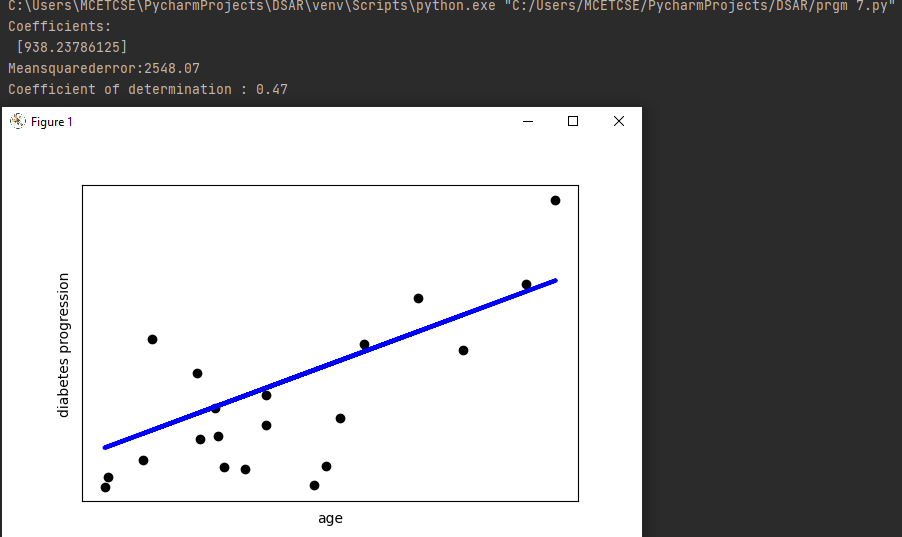 C:\Users\MCETCSE\PycharmProjects\DSAR\venv\Scripts\python.exe "C:/Users/MCETCSE/PycharmProjects/DSAR/prgm 7.py"
Coefficients:
 [938.23786125]
Meansquarederror:2548.07
Coefficient of determination : 0.47
Figure 1
diabetes progression
age